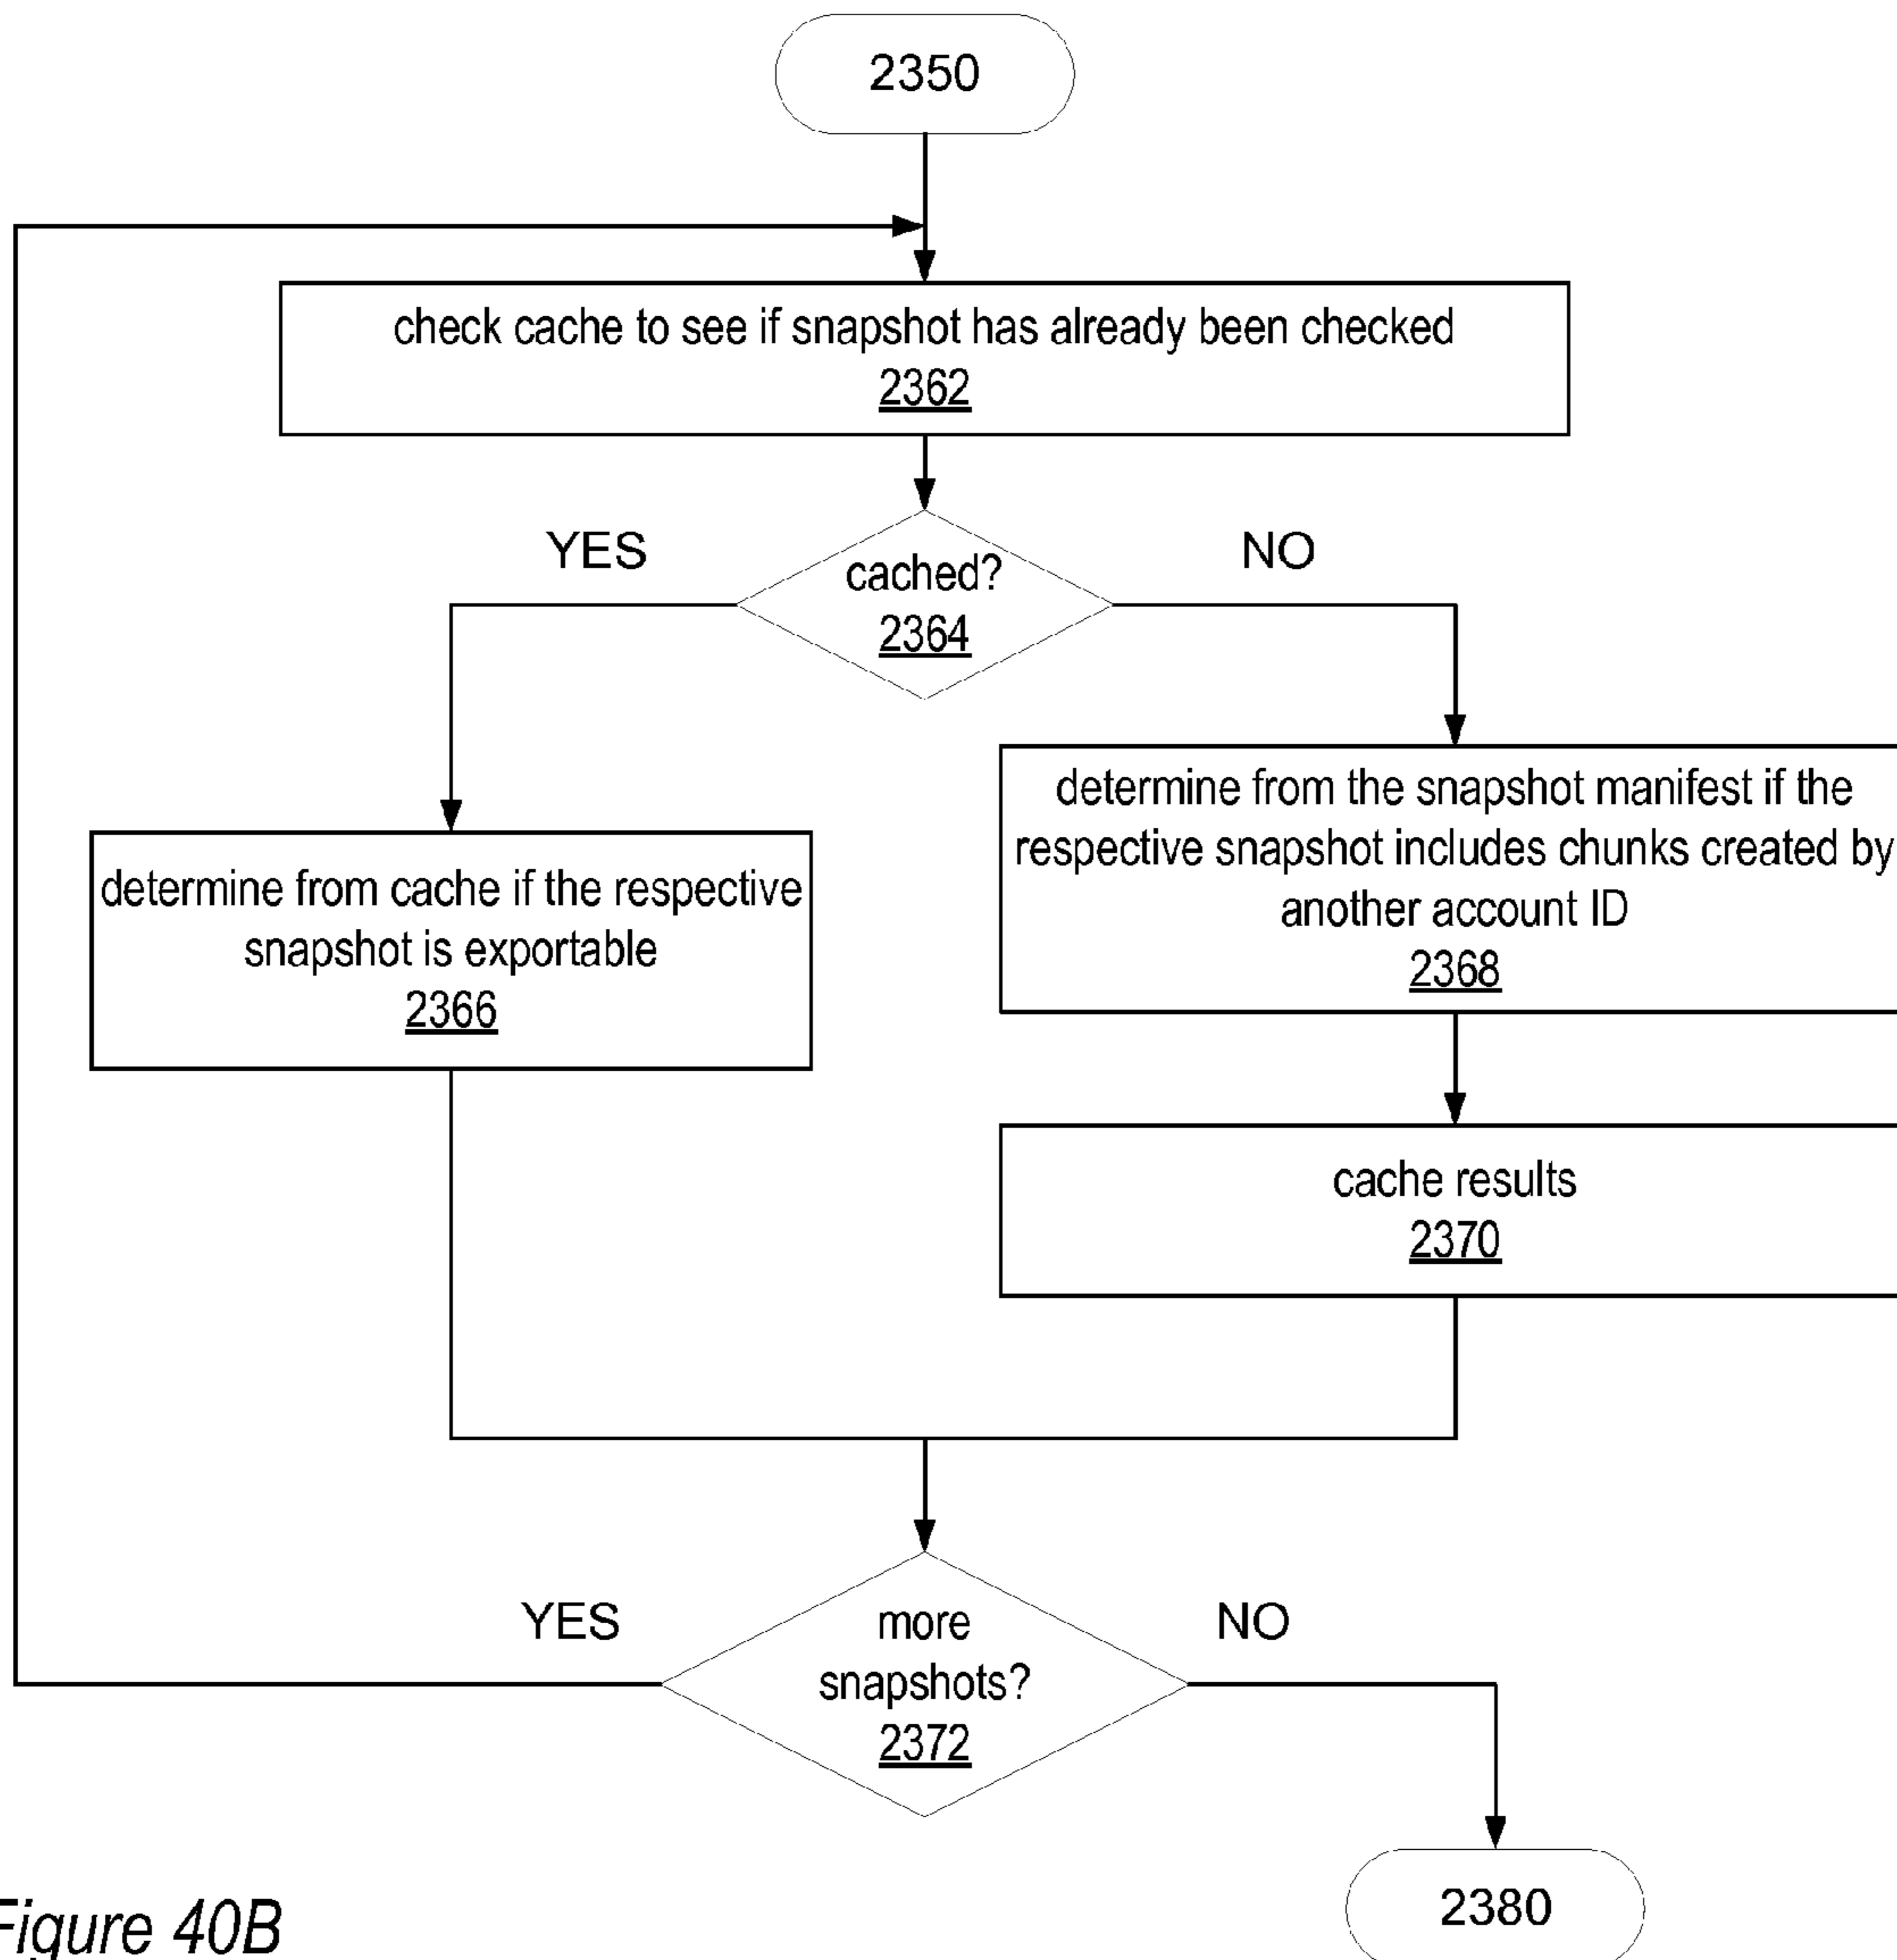 2350
check cache to see if snapshot has already been checked
2362
YES
NO
cached?
2364
determine from cache if the respective
snapshot is exportable
2366
determine from the snapshot manifest if the
respective snapshot includes chunks created by
another account ID
2368
cache results
2370
YES
NO
more
snapshots?
2372
2380
Figure 40B